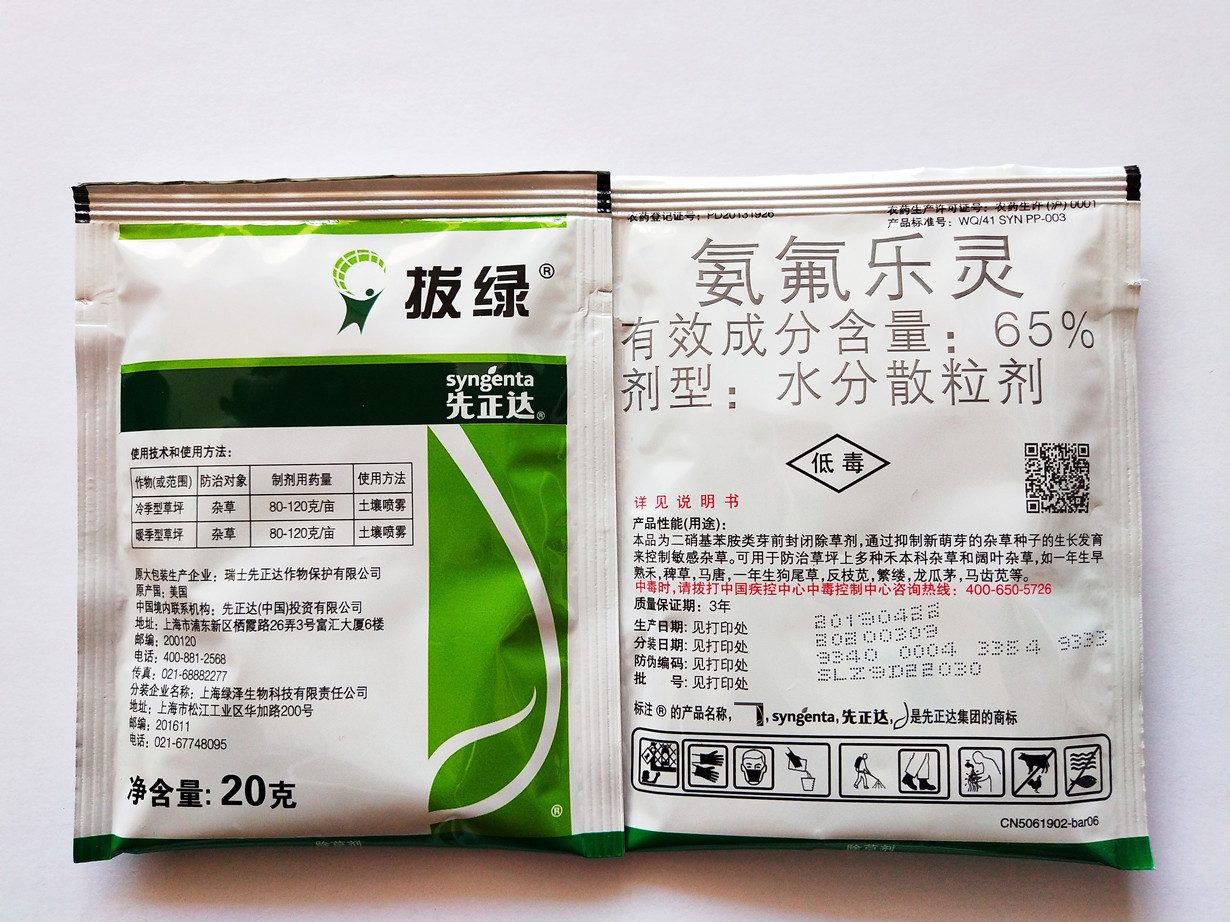 拔绿®
syngenta
先正达®
使用技术和使用方法:
作物(或范围) 防治对象 制剂用药量 使用方法
冷季型草坪 杂草 80-120克/亩 土壤喷雾
暖季型草坪 杂草 80-120克/亩 土壤喷雾
原大包装生产企业: 瑞士先正达作物保护有限公司
原产国: 美国
中国境内联系机构: 先正达(中国)投资有限公司
地址: 上海市浦东新区栖霞路26弄3号富汇大厦6楼
邮编: 200120
电话: 400-881-2568
传真: 021-68882277
分装企业名称: 上海绿泽生物科技有限责任公司
地址: 上海市松江工业区华加路200号
邮编: 201611
电话: 021-67748095
净含量: 20克
®
除草剂
农药登记证号: PD20131926
农药生产许可证号: 农药生许(沪)0001
产品标准号: WQ/41 SYN PP-003
氨氟乐灵
有效成分含量: 65%
剂型: 水分散粒剂
低毒
详见说明书
产品性能(用途):
本品为二硝基苯胺类芽前封闭除草剂,通过抑制新萌芽的杂草种子的生长发育
来控制敏感杂草。可用于防治草坪上多种禾本科杂草和阔叶杂草,如一年生早
熟禾,稗草,马唐,一年生狗尾草,反枝苋,繁缕,龙瓜茅,马齿苋等。
中毒时,请拨打中国疾控中心中毒控制中心咨询热线: 400-650-5726
质量保证期: 3年
生产日期: 见打印处 20190422
分装日期: 见打印处 20200309
防伪编码: 见打印处 9340 0004 3354 9333
批 号: 见打印处 SLZ9D22030
标注 ® 的产品名称, , syngenta, 先正达, 是先正达集团的商标
CN5061902-bar06
除草剂